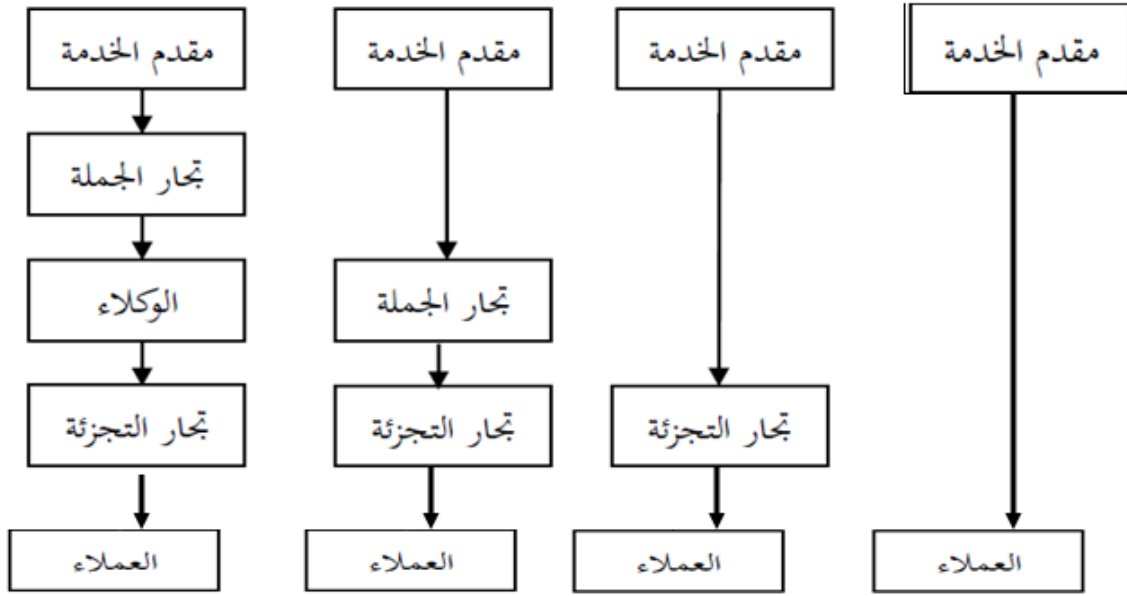 مقدم الخدمة
مقدم الخدمة
مقدم الخدمة
مقدم الخدمة
تجار الجملة
الوكلاء
تجار الجملة
تجار التجزئة
تجار التجزئة
تجار التجزئة
العملاء
العملاء
العملاء
العملاء